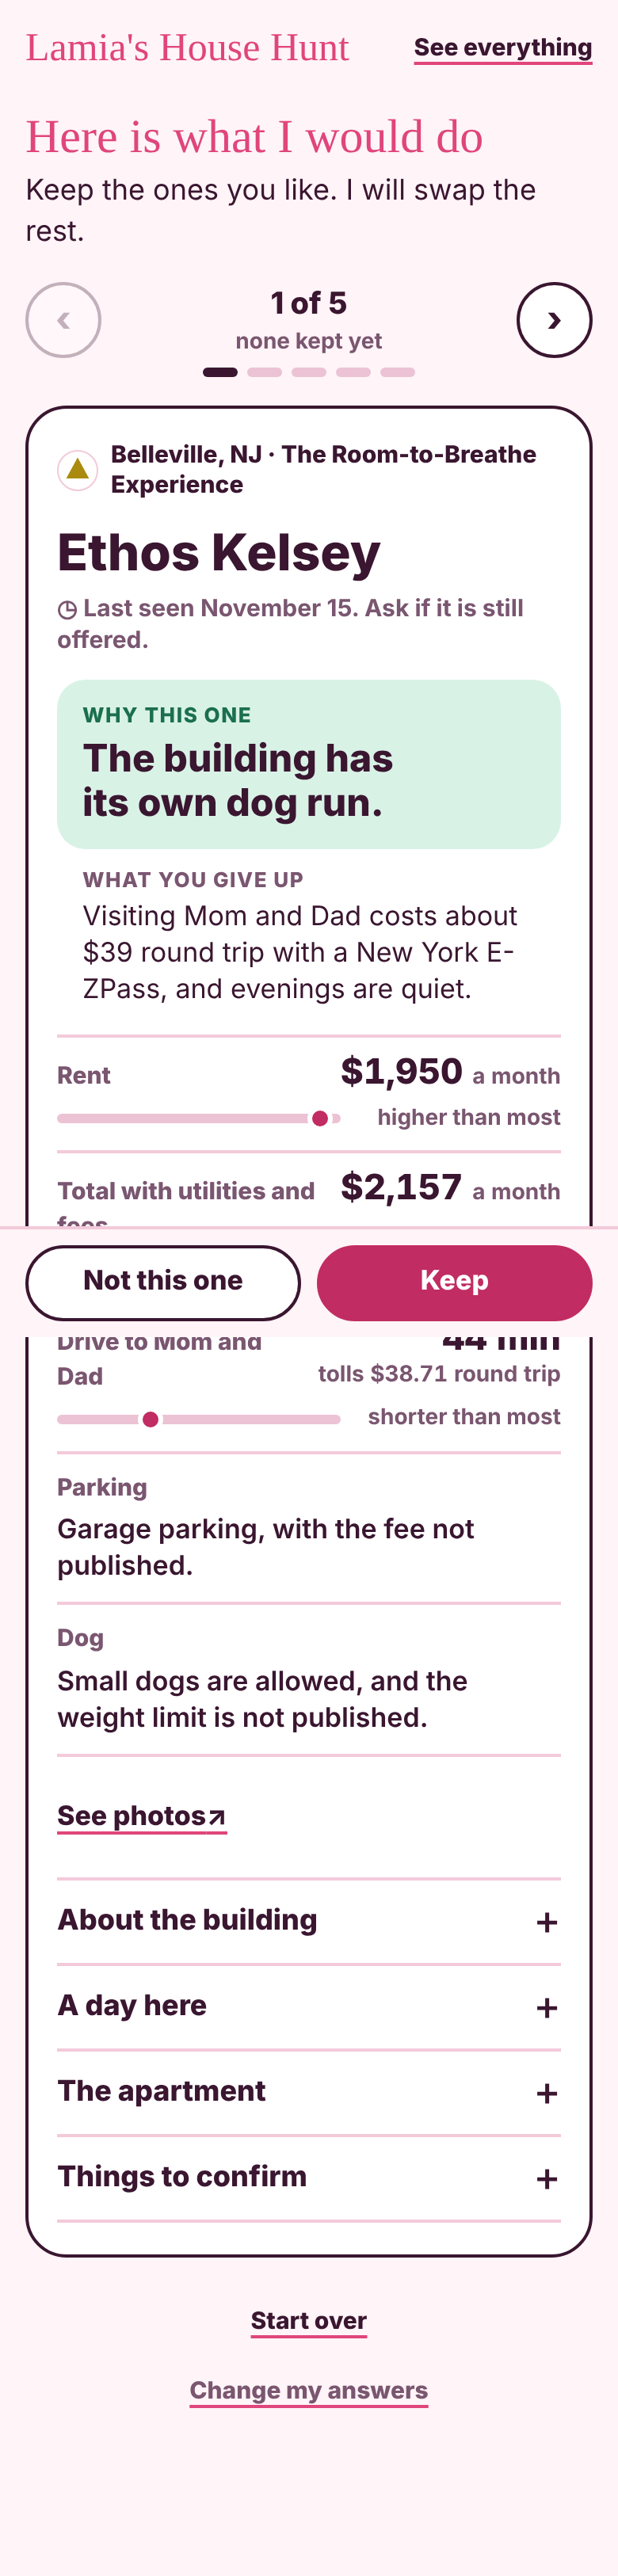 Lamia's House Hunt
See everything
Here is what I would do
Keep the ones you like. I will swap the
rest.
‹
1 of 5
›
none kept yet
Belleville, NJ · The Room-to-Breathe
Experience
Ethos Kelsey
◷ Last seen November 15. Ask if it is still
offered.
WHY THIS ONE
The building has
its own dog run.
WHAT YOU GIVE UP
Visiting Mom and Dad costs about
$39 round trip with a New York E-
ZPass, and evenings are quiet.
Rent
$1,950 a month
higher than most
Total with utilities and
fees
$2,157 a month
Not this one
Keep
Drive to Mom and
Dad
44 min
tolls $38.71 round trip
shorter than most
Parking
Garage parking, with the fee not
published.
Dog
Small dogs are allowed, and the
weight limit is not published.
See photos↗
About the building +
A day here +
The apartment +
Things to confirm +
Start over
Change my answers